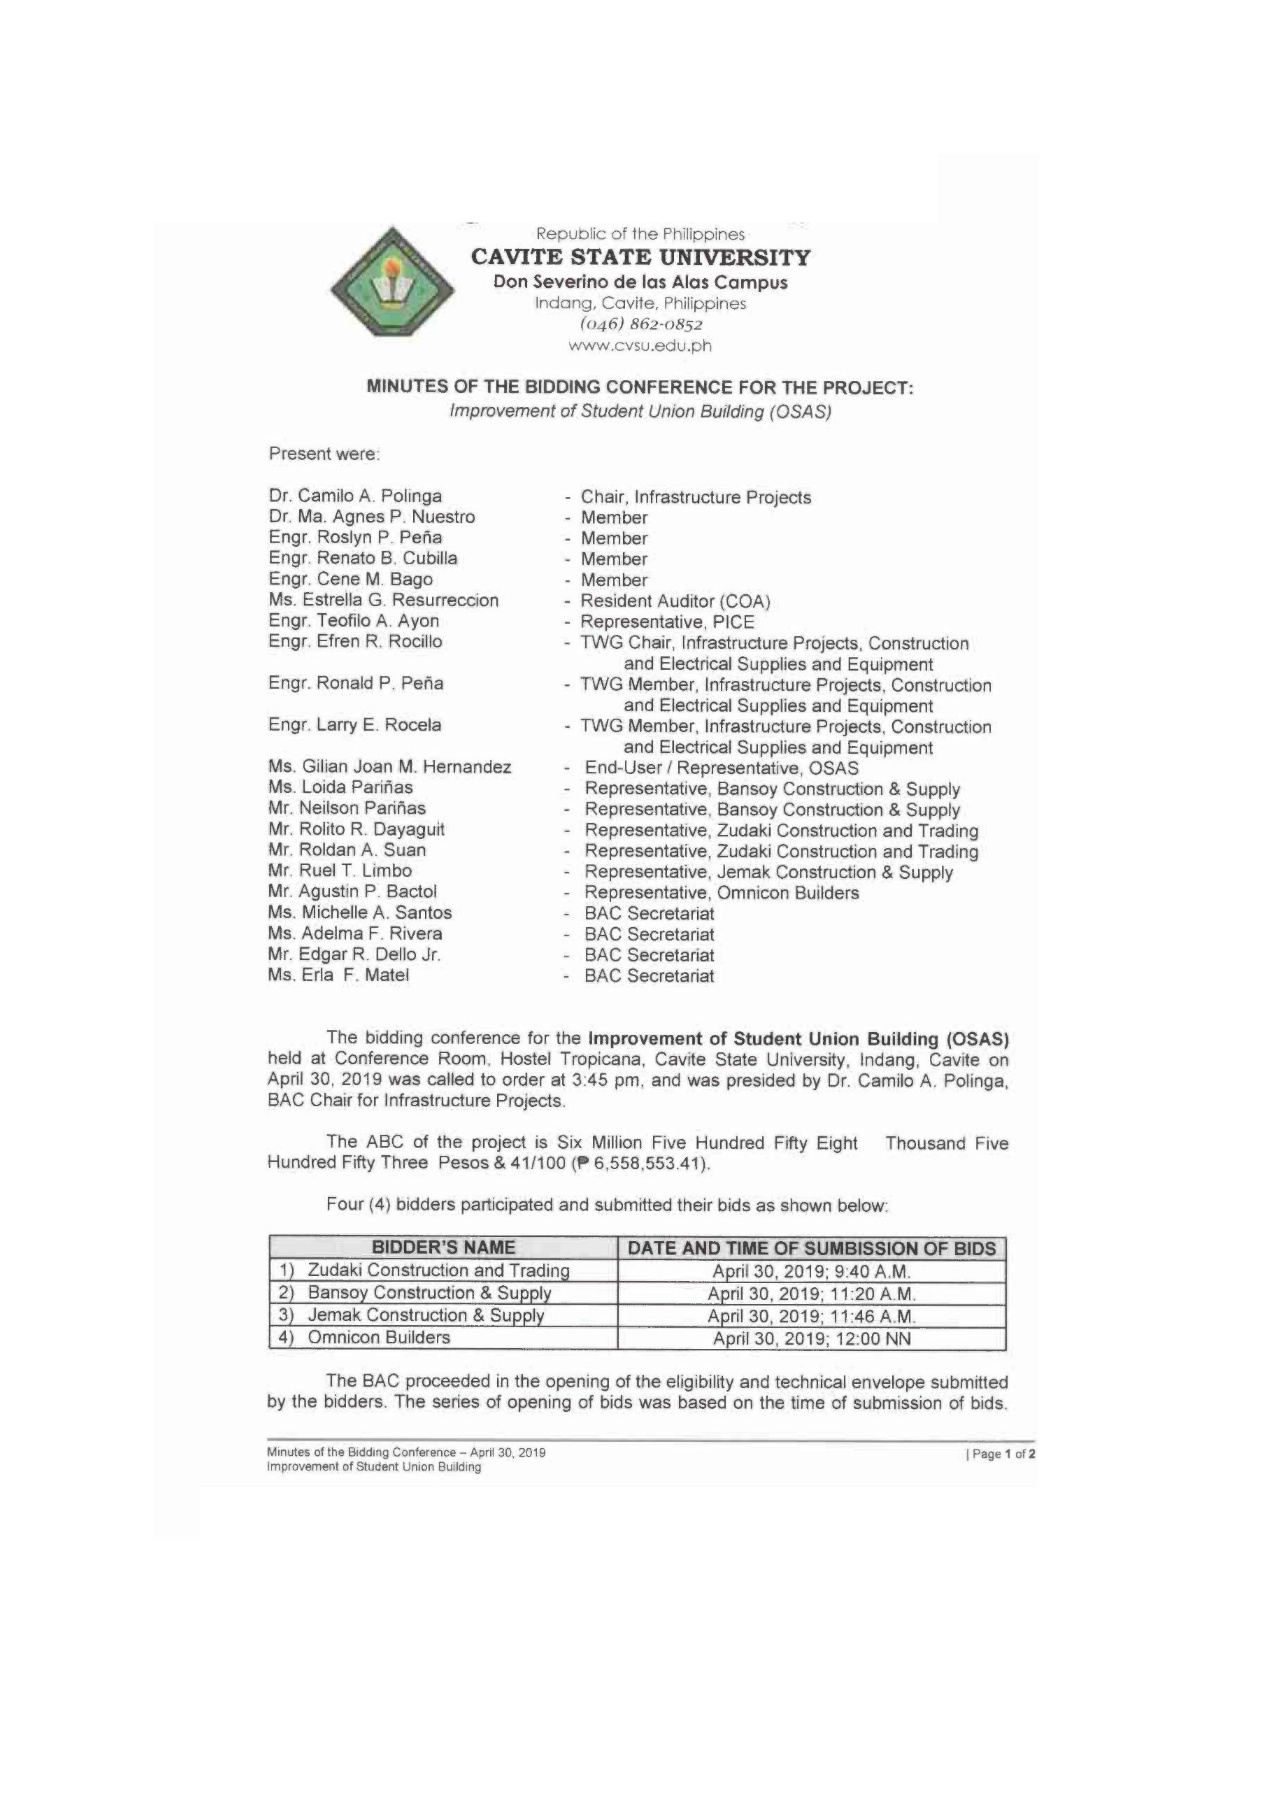 Republic of the Philippines
CAVITE STATE UNIVERSITY
Don Severino de las Alas Campus
Indang, Cavite, Philippines
(046) 862-0852
www.cvsu.edu.ph
MINUTES OF THE BIDDING CONFERENCE FOR THE PROJECT:
Improvement of Student Union Building (OSAS)
Present were:
Dr. Camilo A. Polinga - Chair, Infrastructure Projects
Dr. Ma. Agnes P. Nuestro - Member
Engr. Roslyn P. Peña - Member
Engr. Renato B. Cubilla - Member
Engr. Cene M. Bago - Member
Ms. Estrella G. Resurreccion - Resident Auditor (COA)
Engr. Teofilo A. Ayon - Representative, PICE
Engr. Efren R. Rocillo - TWG Chair, Infrastructure Projects, Construction
and Electrical Supplies and Equipment
Engr. Ronald P. Peña - TWG Member, Infrastructure Projects, Construction
and Electrical Supplies and Equipment
Engr. Larry E. Rocela - TWG Member, Infrastructure Projects, Construction
and Electrical Supplies and Equipment
Ms. Gilian Joan M. Hernandez - End-User / Representative, OSAS
Ms. Loida Pariñas - Representative, Bansoy Construction & Supply
Mr. Neilson Pariñas - Representative, Bansoy Construction & Supply
Mr. Rolito R. Dayaguit - Representative, Zudaki Construction and Trading
Mr. Roldan A. Suan - Representative, Zudaki Construction and Trading
Mr. Ruel T. Limbo - Representative, Jemak Construction & Supply
Mr. Agustin P. Bactol - Representative, Omnicon Builders
Ms. Michelle A. Santos - BAC Secretariat
Ms. Adelma F. Rivera - BAC Secretariat
Mr. Edgar R. Dello Jr. - BAC Secretariat
Ms. Erla F. Matel - BAC Secretariat
The bidding conference for the Improvement of Student Union Building (OSAS)
held at Conference Room, Hostel Tropicana, Cavite State University, Indang, Cavite on
April 30, 2019 was called to order at 3:45 pm, and was presided by Dr. Camilo A. Polinga,
BAC Chair for Infrastructure Projects.
The ABC of the project is Six Million Five Hundred Fifty Eight Thousand Five
Hundred Fifty Three Pesos & 41/100 (₱ 6,558,553.41).
Four (4) bidders participated and submitted their bids as shown below:
BIDDER'S NAME DATE AND TIME OF SUMBISSION OF BIDS
1) Zudaki Construction and Trading April 30, 2019; 9:40 A.M.
2) Bansoy Construction & Supply April 30, 2019; 11:20 A.M.
3) Jemak Construction & Supply April 30, 2019; 11:46 A.M.
4) Omnicon Builders April 30, 2019; 12:00 NN
The BAC proceeded in the opening of the eligibility and technical envelope submitted
by the bidders. The series of opening of bids was based on the time of submission of bids.
Minutes of the Bidding Conference – April 30, 2019 | Page 1 of 2
Improvement of Student Union Building